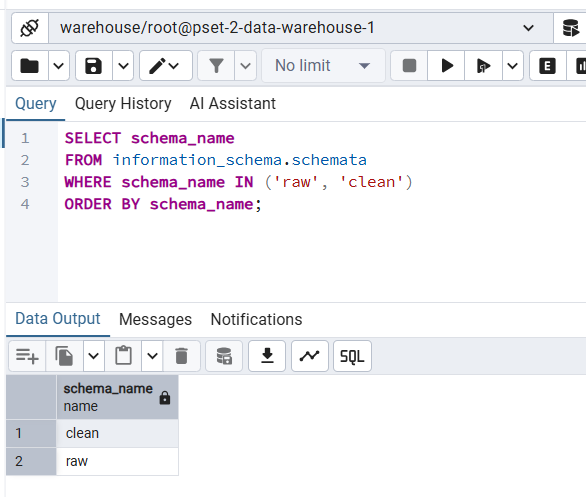 warehouse/root@pset-2-data-warehouse-1
No limit
E
Query Query History AI Assistant
1 SELECT schema_name
2 FROM information_schema.schemata
3 WHERE schema_name IN ('raw', 'clean')
4 ORDER BY schema_name;
Data Output Messages Notifications
SQL
schema_name
name
1 clean
2 raw